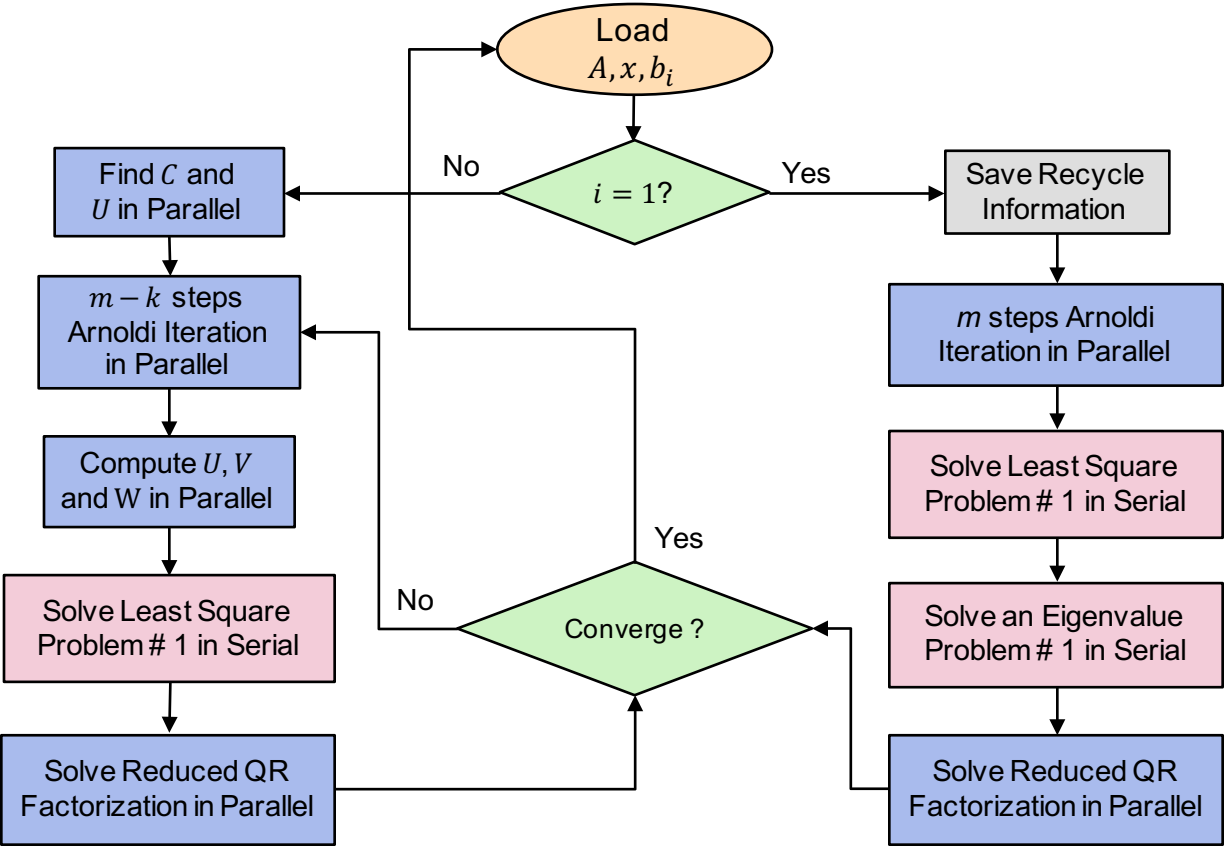 Load
A, x, b_i
i = 1?
No
Yes
Find C and
U in Parallel
m − k steps
Arnoldi Iteration
in Parallel
Compute U, V
and W in Parallel
Solve Least Square
Problem # 1 in Serial
Solve Reduced QR
Factorization in Parallel
Save Recycle
Information
m steps Arnoldi
Iteration in Parallel
Solve Least Square
Problem # 1 in Serial
Solve an Eigenvalue
Problem # 1 in Serial
Solve Reduced QR
Factorization in Parallel
Converge ?
Yes
No